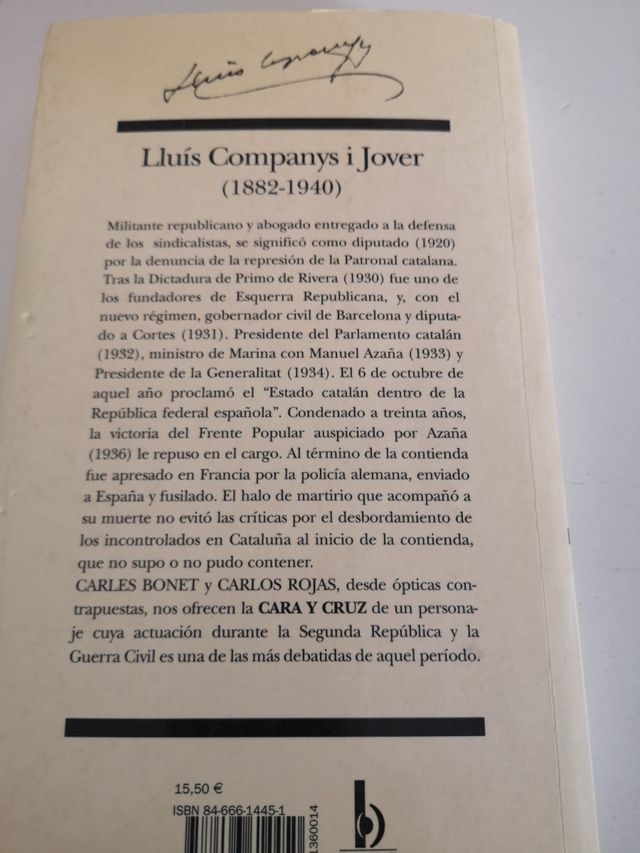 Lluís Companys
Lluís Companys i Jover
(1882-1940)
Militante republicano y abogado entregado a la defensa
de los sindicalistas, se significó como diputado (1920)
por la denuncia de la represión de la Patronal catalana.
Tras la Dictadura de Primo de Rivera (1930) fue uno de
los fundadores de Esquerra Republicana, y, con el
nuevo régimen, gobernador civil de Barcelona y diputa-
do a Cortes (1931). Presidente del Parlamento catalán
(1932), ministro de Marina con Manuel Azaña (1933) y
Presidente de la Generalitat (1934). El 6 de octubre de
aquel año proclamó el “Estado catalán dentro de la
República federal española”. Condenado a treinta años,
la victoria del Frente Popular auspiciado por Azaña
(1936) le repuso en el cargo. Al término de la contienda
fue apresado en Francia por la policía alemana, enviado
a España y fusilado. El halo de martirio que acompañó a
su muerte no evitó las críticas por el desbordamiento de
los incontrolados en Cataluña al inicio de la contienda,
que no supo o no pudo contener.
CARLES BONET y CARLOS ROJAS, desde ópticas con-
trapuestas, nos ofrecen la CARA Y CRUZ de un persona-
je cuya actuación durante la Segunda República y la
Guerra Civil es una de las más debatidas de aquel período.
15,50 €
ISBN 84-666-1445-1
1360014
b